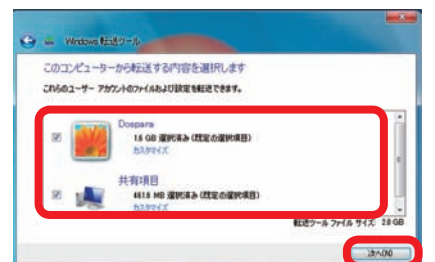 Windows 転送ツール
このコンピューターから転送する内容を選択します
これらのユーザー アカウントのファイルおよび設定を転送できます。
Dospara
1.6 GB 選択済み (既定の選択項目)
カスタマイズ
共有項目
461.8 MB 選択済み (既定の選択項目)
カスタマイズ
転送ツール ファイル サイズ: 2.0 GB
次へ(N)